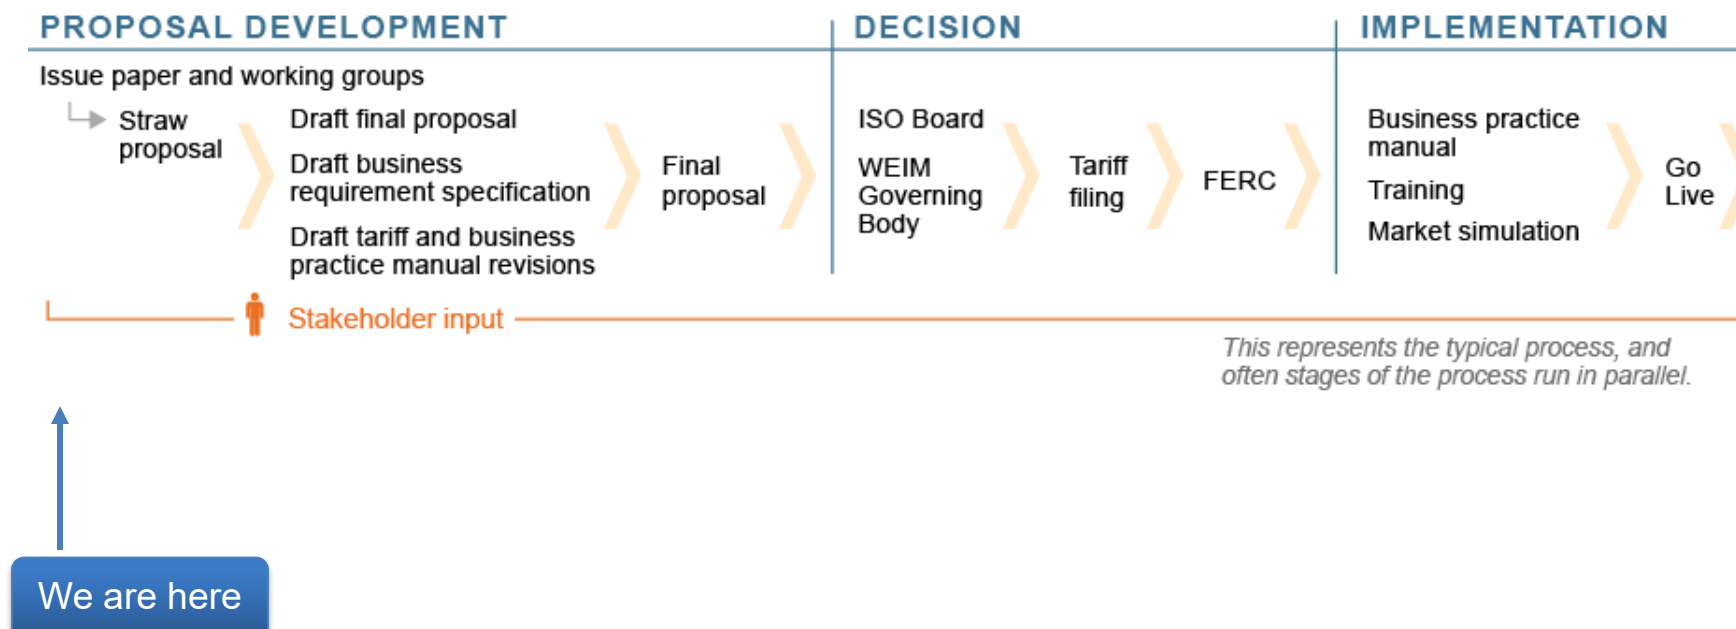 PROPOSAL DEVELOPMENT
DECISION
IMPLEMENTATION
Issue paper and working groups
Straw
proposal
Draft final proposal
Draft business
requirement specification
Draft tariff and business
practice manual revisions
Final
proposal
ISO Board
WEIM
Governing
Body
Tariff
filing
FERC
Business practice
manual
Training
Market simulation
Go
Live
Stakeholder input
This represents the typical process, and
often stages of the process run in parallel.
We are here